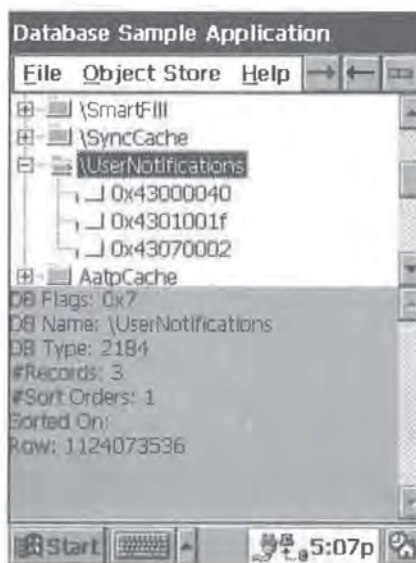 Database Sample Application
File Object Store Help
\SmartFill
\SyncCache
\UserNotifications
0x43000040
0x4301001f
0x43070002
AatpCache
DB Flags: 0x7
DB Name: \UserNotifications
DB Type: 2184
#Records: 3
#Sort Orders: 1
Sorted On:
Row: 1124073536
Start 5:07p